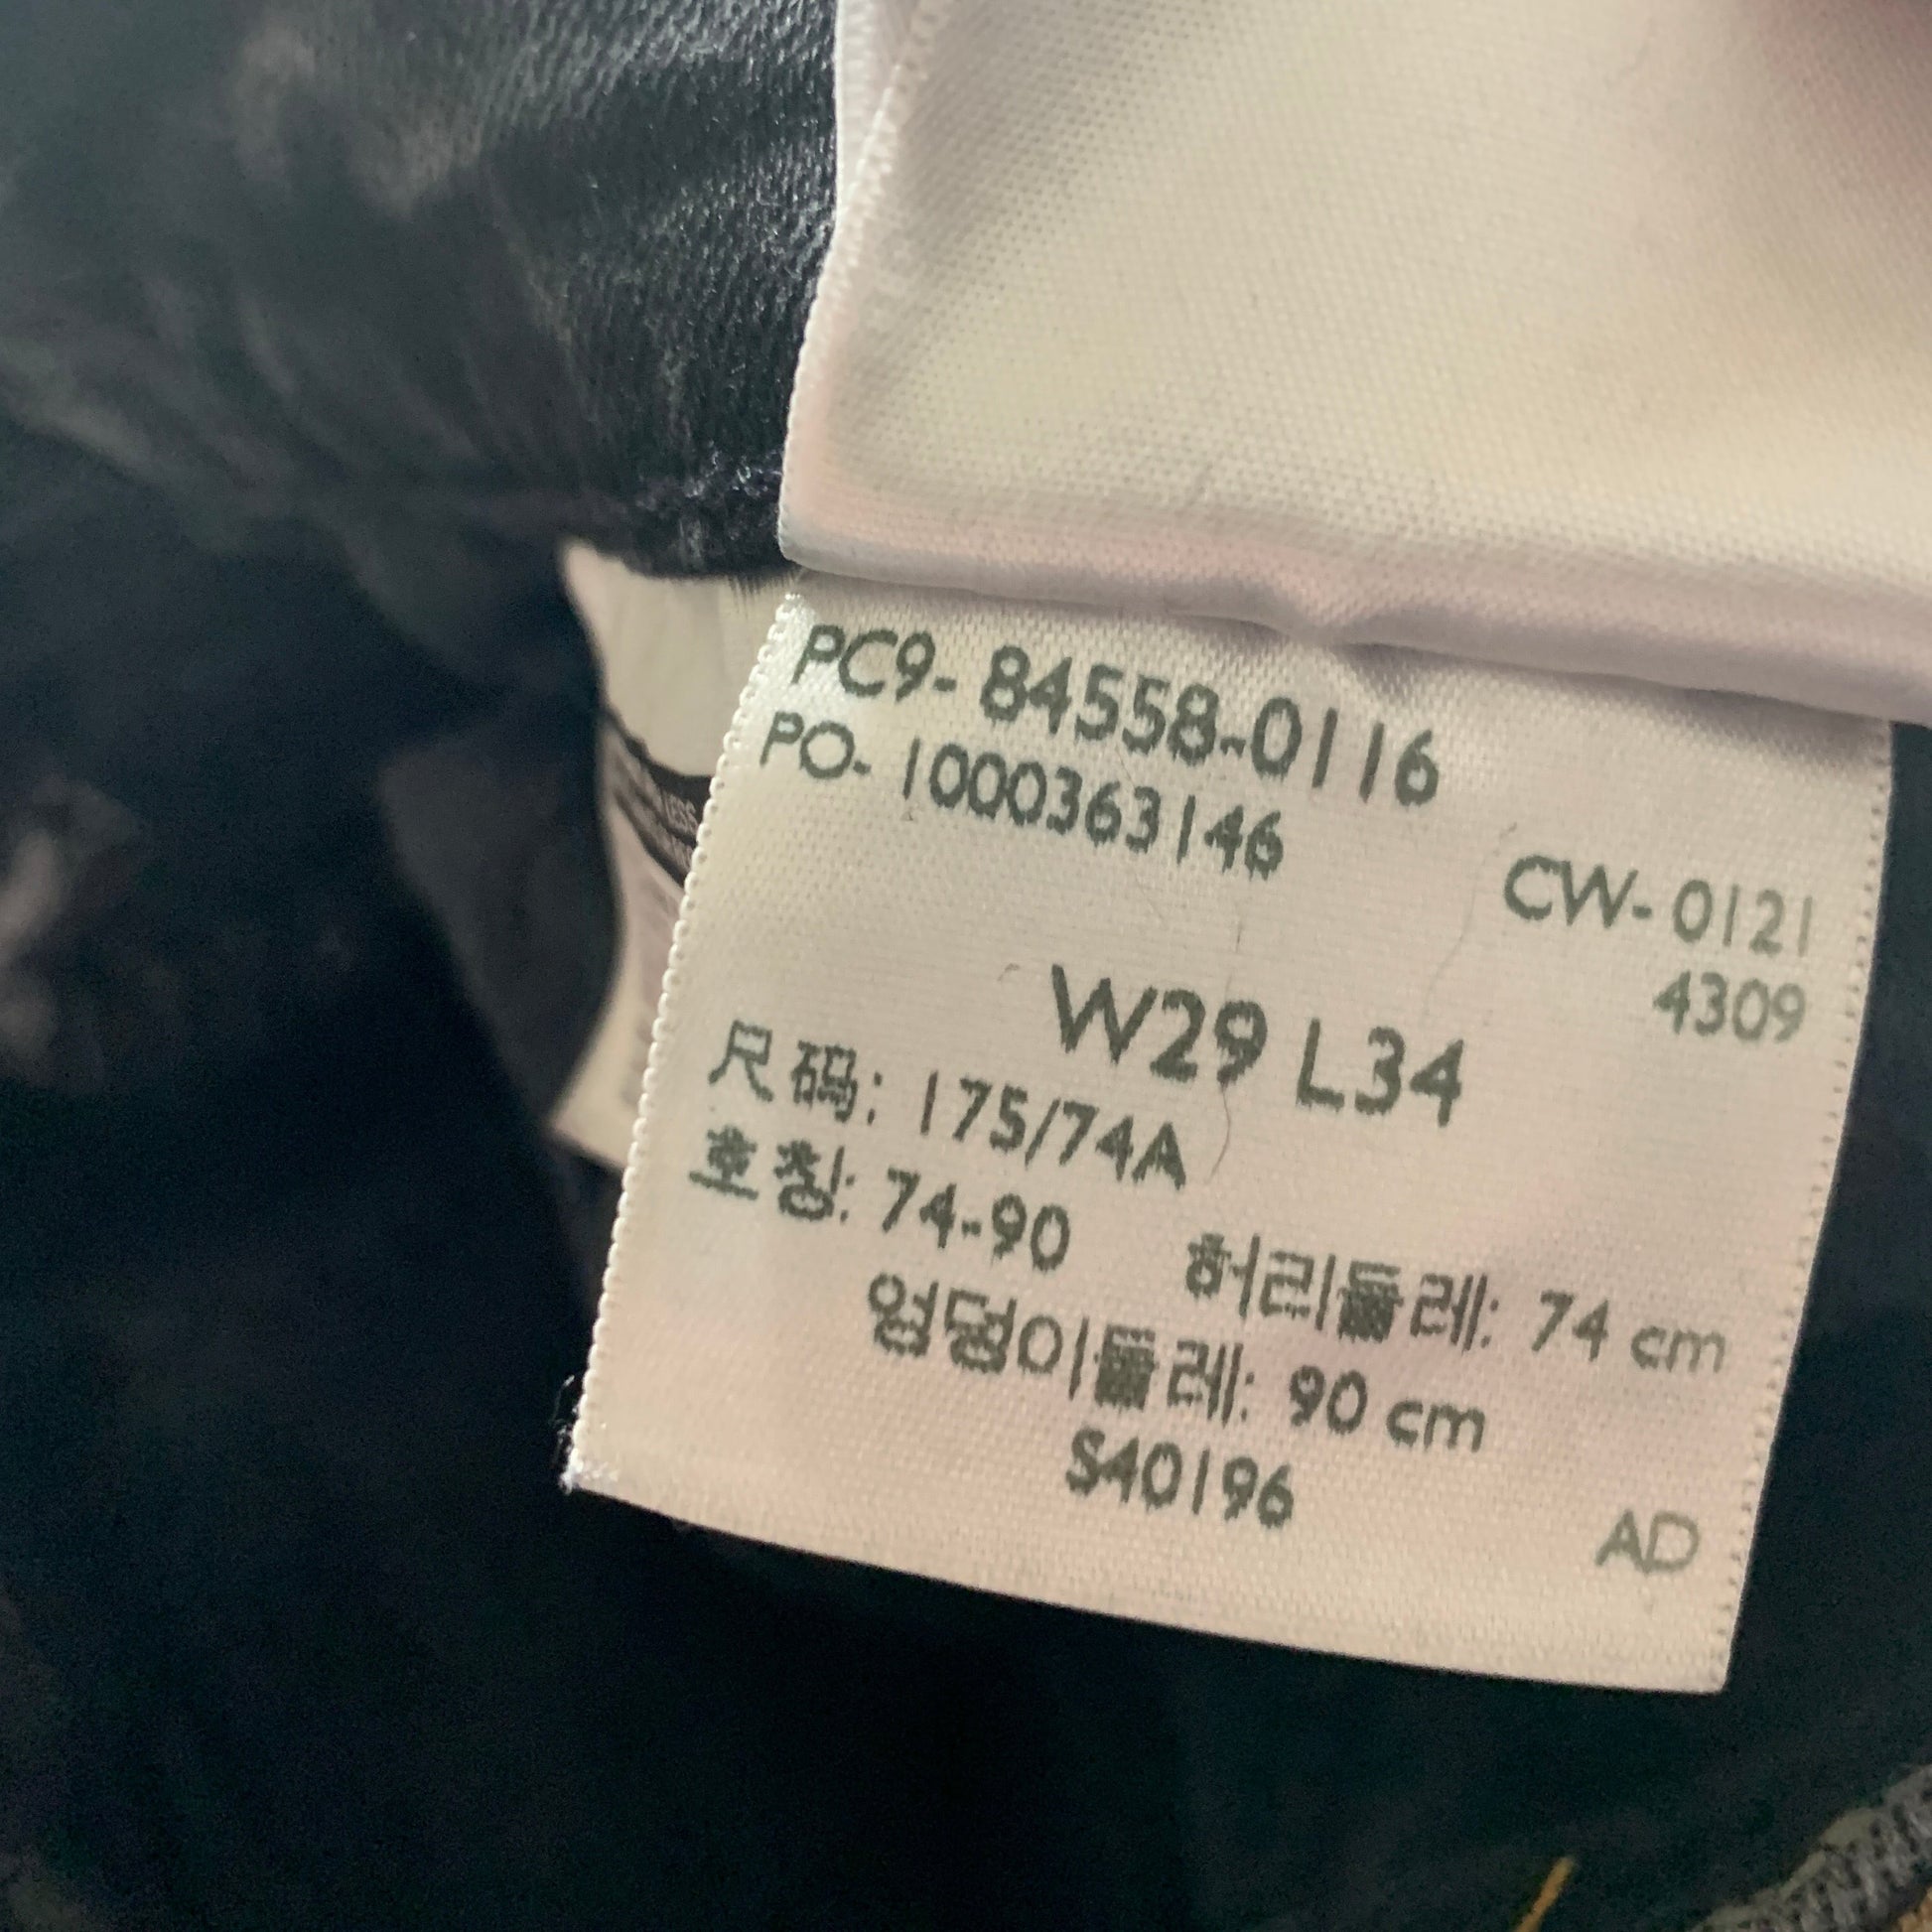 PC9- 84558-0116
PO- 1000363146
CW- 0121
4309
W29 L34
尺码: 175/74A
호칭: 74-90 허리둘레: 74 cm
엉덩이둘레: 90 cm
S40196
AD